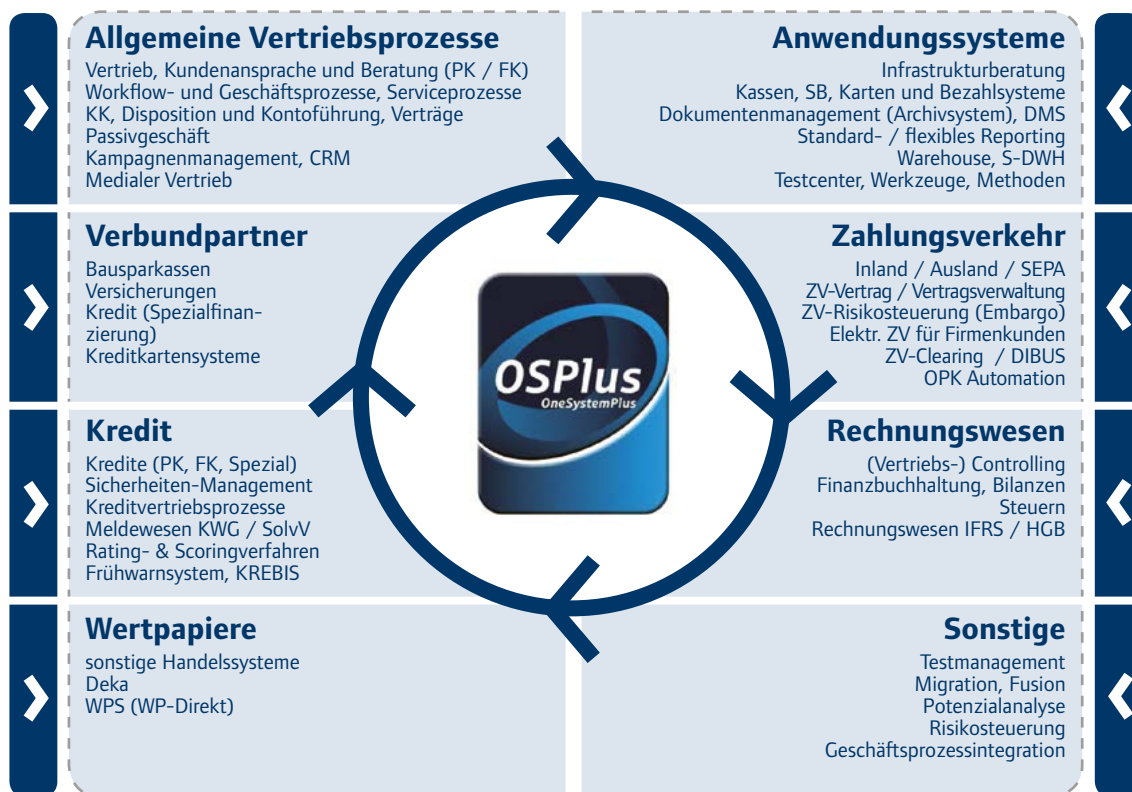 Allgemeine Vertriebsprozesse
Vertrieb, Kundenansprache und Beratung (PK / FK)
Workflow- und Geschäftsprozesse, Serviceprozesse
KK, Disposition und Kontoführung, Verträge
Passivgeschäft
Kampagnenmanagement, CRM
Medialer Vertrieb
Anwendungssysteme
Infrastrukturberatung
Kassen, SB, Karten und Bezahlsysteme
Dokumentenmanagement (Archivsystem), DMS
Standard- / flexibles Reporting
Warehouse, S-DWH
Testcenter, Werkzeuge, Methoden
Verbundpartner
Bausparkassen
Versicherungen
Kredit (Spezialfinan-
zierung)
Kreditkartensysteme
OSPlus
OneSystemPlus
Zahlungsverkehr
Inland / Ausland / SEPA
ZV-Vertrag / Vertragsverwaltung
ZV-Risikosteuerung (Embargo)
Elektr. ZV für Firmenkunden
ZV-Clearing / DIBUS
OPK Automation
Kredit
Kredite (PK, FK, Spezial)
Sicherheiten-Management
Kreditvertriebsprozesse
Meldewesen KWG / SolvV
Rating- & Scoringverfahren
Frühwarnsystem, KREBIS
Rechnungswesen
(Vertriebs-) Controlling
Finanzbuchhaltung, Bilanzen
Steuern
Rechnungswesen IFRS / HGB
Wertpapiere
sonstige Handelssysteme
Deka
WPS (WP-Direkt)
Sonstige
Testmanagement
Migration, Fusion
Potenzialanalyse
Risikosteuerung
Geschäftsprozessintegration